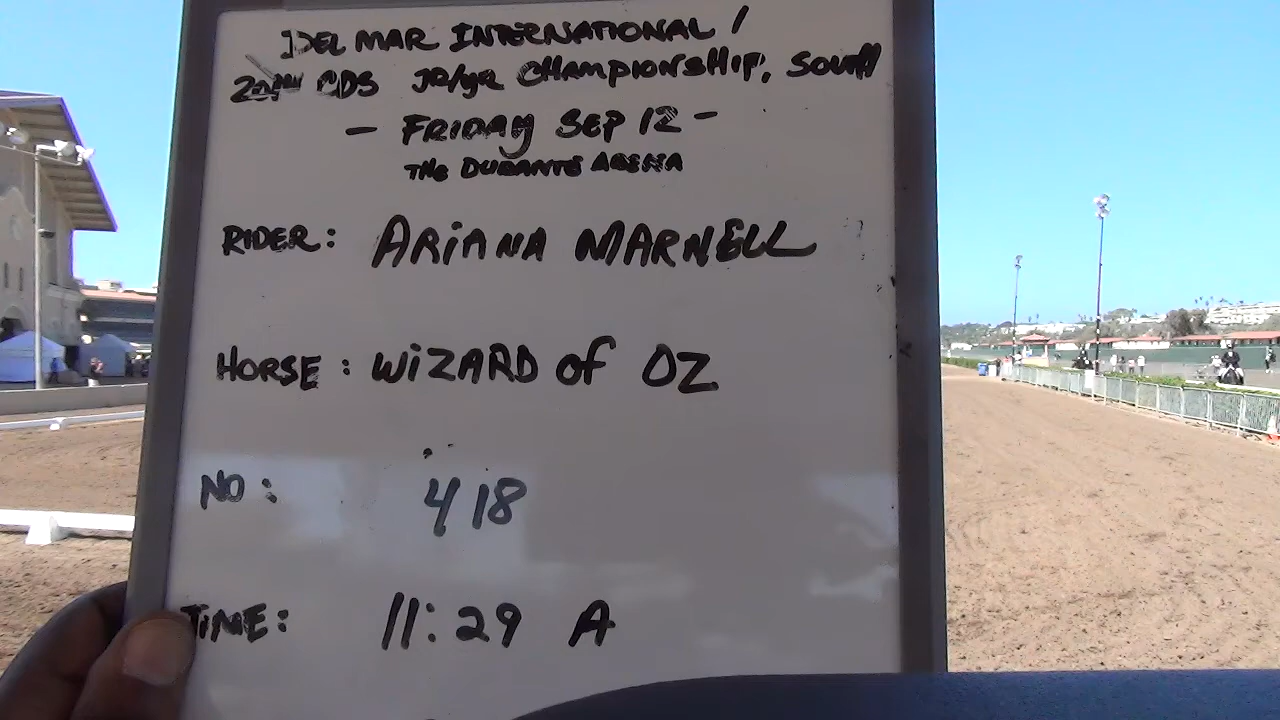 DEL MAR INTERNATIONAL /
CDS JR/YR CHAMPIONSHIP, SOUTH
- FRIDAY SEP 12 -
THE DURANTE ARENA
RIDER: ARiANA MARNELL
HORSE: WiZARD of OZ
NO: 418
TiME: 11:29 A